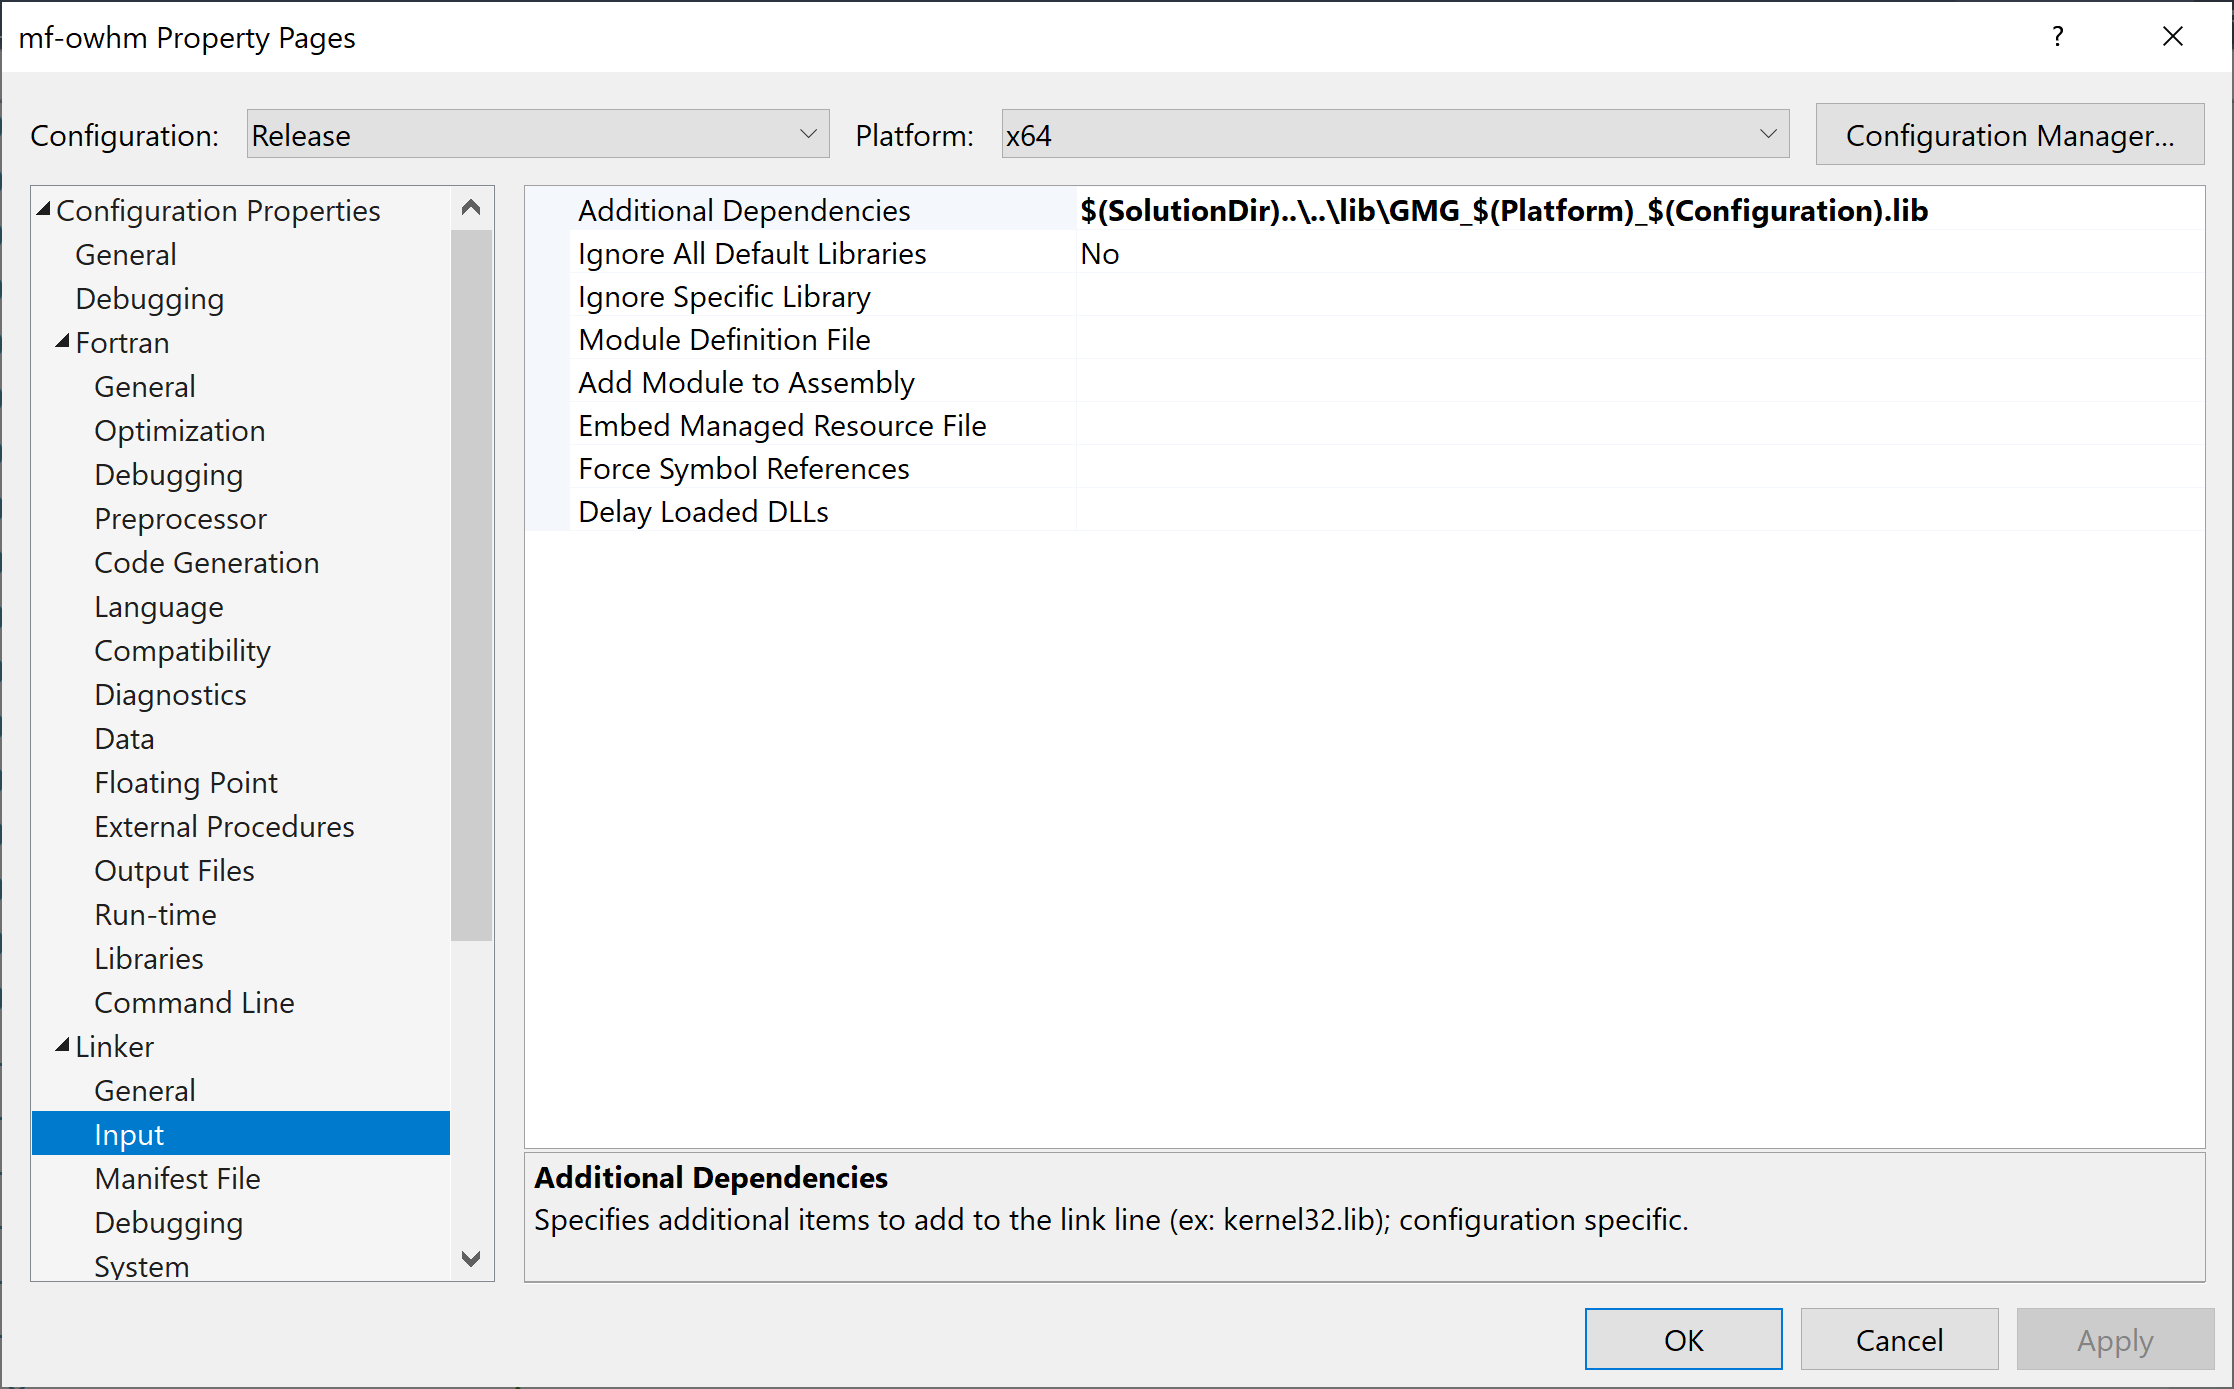 mf-owhm Property Pages
?
Configuration: Release Platform: x64 Configuration Manager...
Configuration Properties
General
Debugging
Fortran
General
Optimization
Debugging
Preprocessor
Code Generation
Language
Compatibility
Diagnostics
Data
Floating Point
External Procedures
Output Files
Run-time
Libraries
Command Line
Linker
General
Input
Manifest File
Debugging
System
Additional Dependencies $(SolutionDir)..\..\lib\GMG_$(Platform)_$(Configuration).lib
Ignore All Default Libraries No
Ignore Specific Library
Module Definition File
Add Module to Assembly
Embed Managed Resource File
Force Symbol References
Delay Loaded DLLs
Additional Dependencies
Specifies additional items to add to the link line (ex: kernel32.lib); configuration specific.
OK Cancel Apply